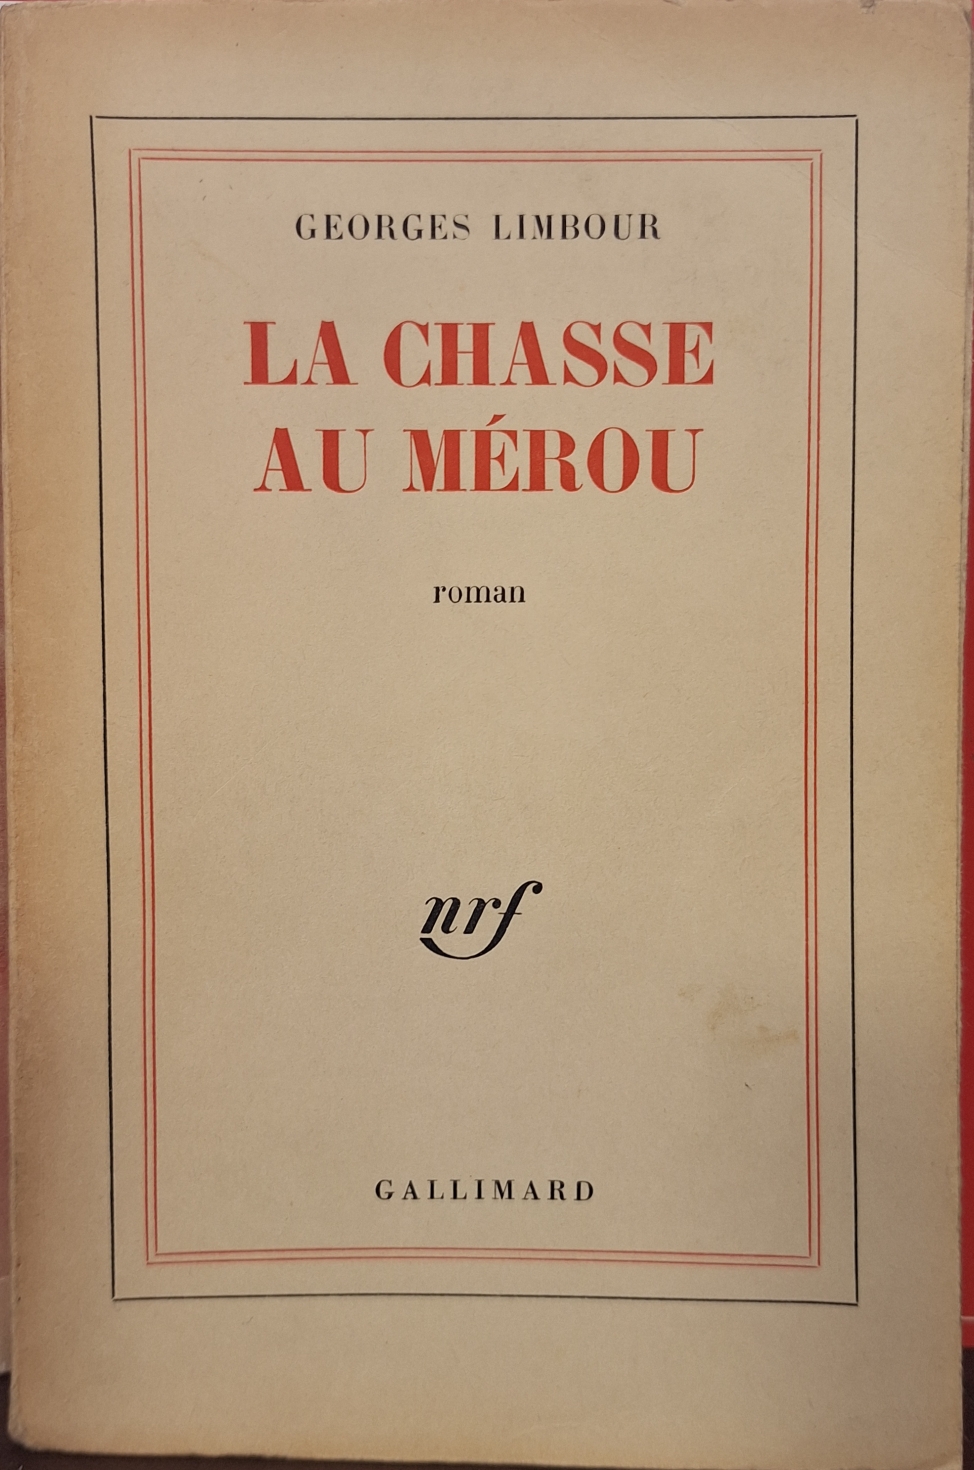 GEORGES LIMBOUR
LA CHASSE
AU MÉROU
roman
nrf
GALLIMARD